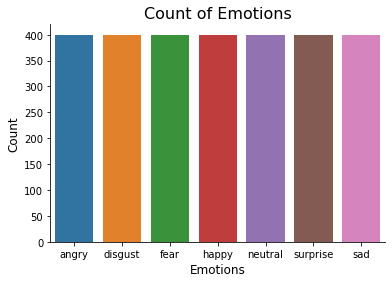 Count of Emotions
Count
400
350
300
250
200
150
100
50
0
angry disgust fear happy neutral surprise sad
Emotions